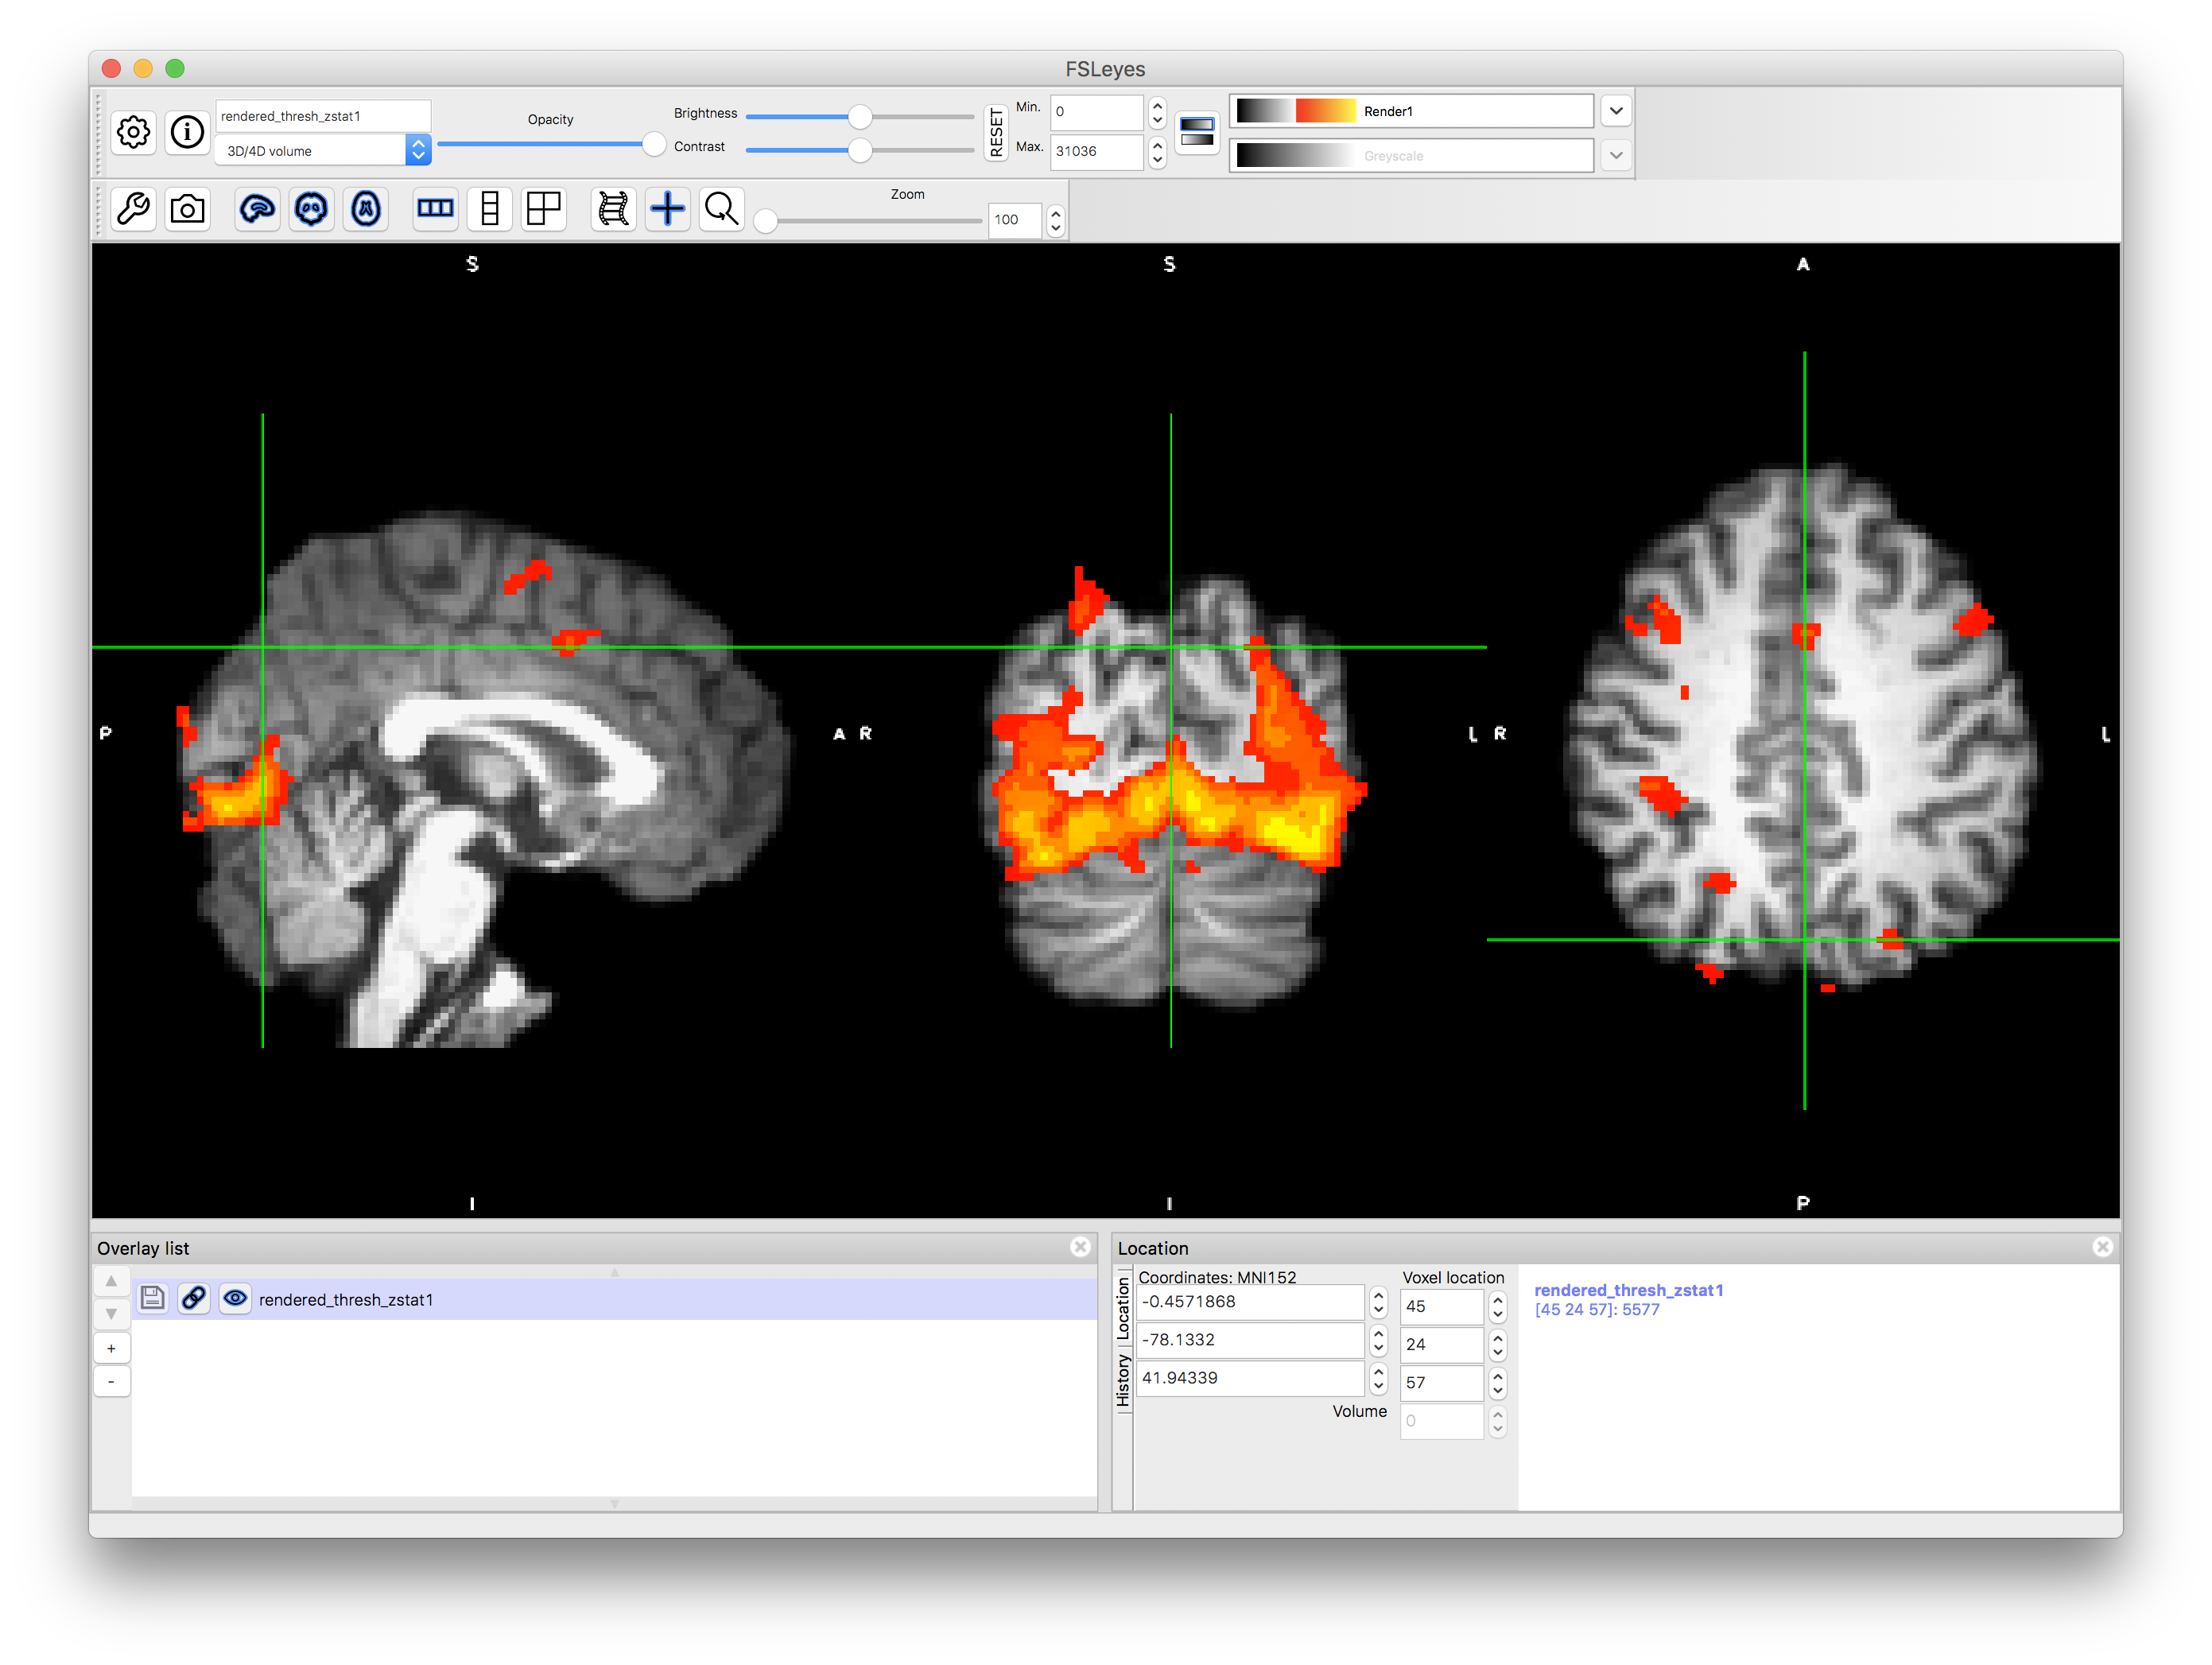 FSLeyes
rendered_thresh_zstat1
3D/4D volume
Opacity
Brightness
Contrast
RESET
Min.
0
Max.
31036
Render1
Greyscale
Zoom
100
S
S
A
P
A
R
L
R
L
I
I
P
Overlay list
rendered_thresh_zstat1
+
-
Location
Location
History
Coordinates: MNI152
-0.4571868
-78.1332
41.94339
Volume
Voxel location
45
24
57
0
rendered_thresh_zstat1
[45 24 57]: 5577